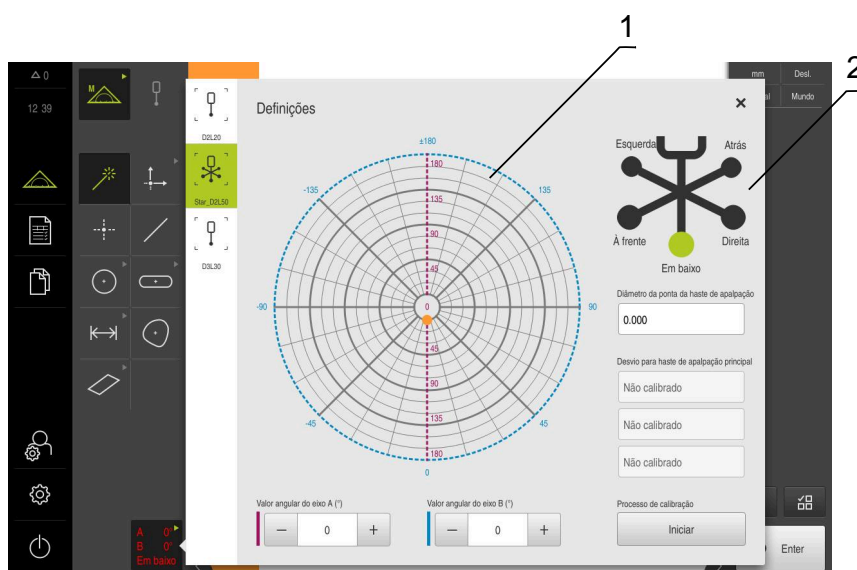 1
2
0
12 39
M
D2L20
Star_D2L50
D3L30
Definições
mm
Desl.
al
Mundo
±180
-135
135
-90
90
-45
45
0
180
135
90
45
0
45
90
135
180
Esquerda
Atrás
À frente
Direita
Em baixo
Diâmetro da ponta da haste de apalpação
0.000
Desvio para haste de apalpação principal
Não calibrado
Não calibrado
Não calibrado
Valor angular do eixo A (°)
0
Valor angular do eixo B (°)
0
Processo de calibração
Iniciar
A 0°
B 0°
Em baixo
Enter